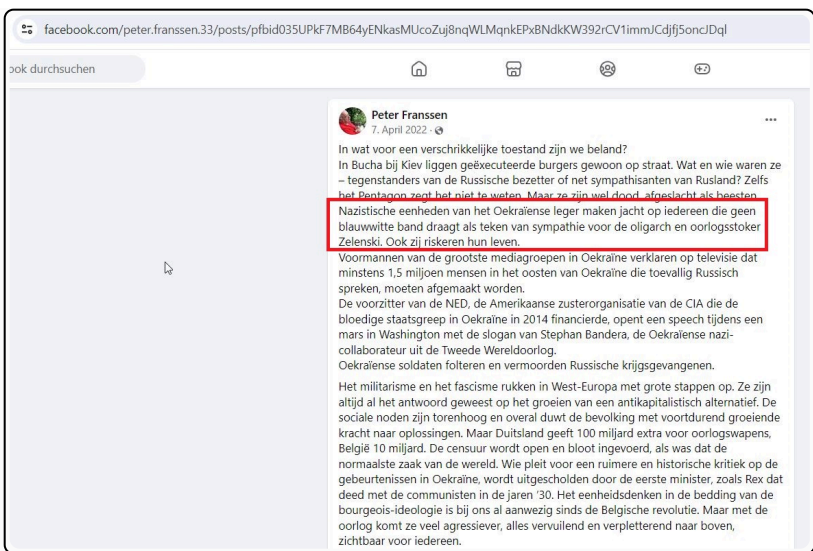 facebook.com/peter.franssen.33/posts/pfbid035UPkF7MB64yENkasMUcoZuj8nqWLMqnkEPxBNdkKW392rCV1immJCdjfj5oncJDql
ook durchsuchen
Peter Franssen
7. April 2022 ·
In wat voor een verschrikkelijke toestand zijn we beland?
In Bucha bij Kiev liggen geëxecuteerde burgers gewoon op straat. Wat en wie waren ze
– tegenstanders van de Russische bezetter of net sympathisanten van Rusland? Zelfs
het Pentagon zegt het niet te weten. Maar ze zijn wel dood, afgeslacht als beesten.
Nazistische eenheden van het Oekraïense leger maken jacht op iedereen die geen
blauwwitte band draagt als teken van sympathie voor de oligarch en oorlogsstoker
Zelenski. Ook zij riskeren hun leven.
Voormannen van de grootste mediagroepen in Oekraïne verklaren op televisie dat
minstens 1,5 miljoen mensen in het oosten van Oekraïne die toevallig Russisch
spreken, moeten afgemaakt worden.
De voorzitter van de NED, de Amerikaanse zusterorganisatie van de CIA die de
bloedige staatsgreep in Oekraïne in 2014 financierde, opent een speech tijdens een
mars in Washington met de slogan van Stephan Bandera, de Oekraïense nazi-
collaborateur uit de Tweede Wereldoorlog.
Oekraïense soldaten folteren en vermoorden Russische krijgsgevangenen.
Het militarisme en het fascisme rukken in West-Europa met grote stappen op. Ze zijn
altijd al het antwoord geweest op het groeien van een antikapitalistisch alternatief. De
sociale noden zijn torenhoog en overal duwt de bevolking met voortdurend groeiende
kracht naar oplossingen. Maar Duitsland geeft 100 miljard extra voor oorlogswapens,
België 10 miljard. De censuur wordt open en bloot ingevoerd, als was dat de
normaalste zaak van de wereld. Wie pleit voor een ruimere en historische kritiek op de
gebeurtenissen in Oekraïne, wordt uitgescholden door de eerste minister, zoals Rex dat
deed met de communisten in de jaren '30. Het eenheidsdenken in de bedding van de
bourgeois-ideologie is bij ons al aanwezig sinds de Belgische revolutie. Maar met de
oorlog komt ze veel agressiever, alles vervuilend en verpletterend naar boven,
zichtbaar voor iedereen.